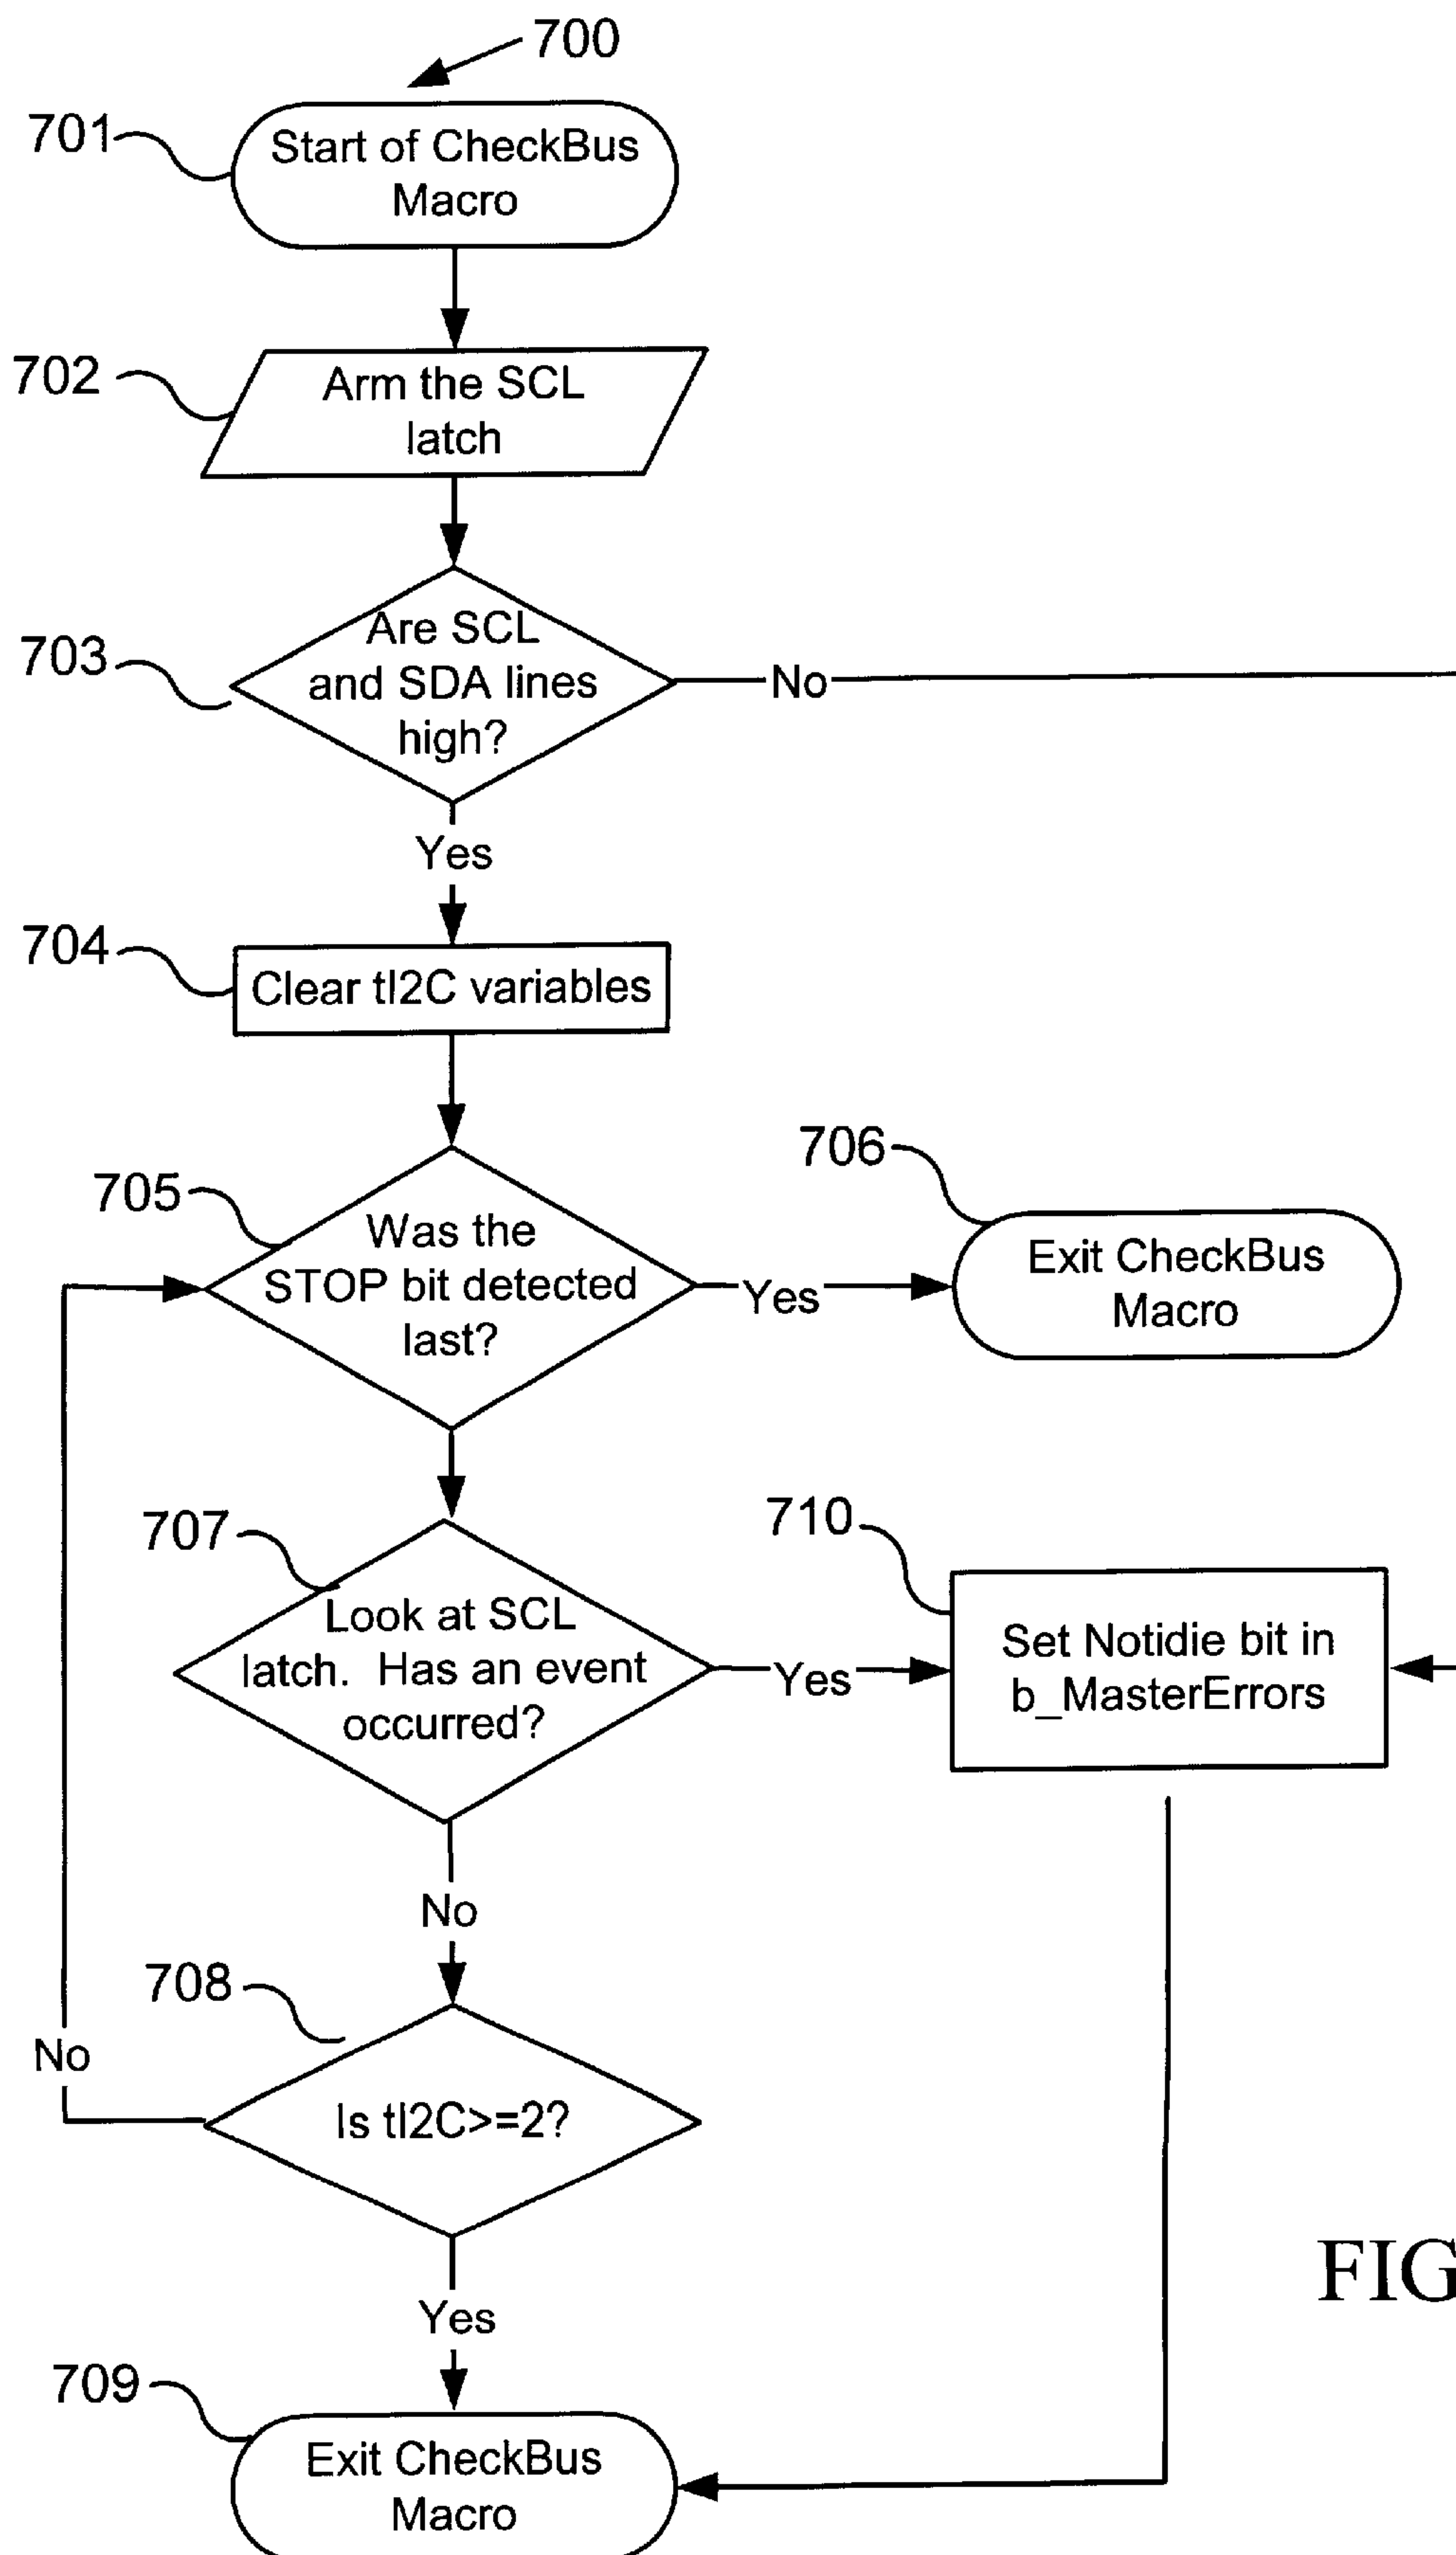 700
701
Start of CheckBus
Macro
702
Arm the SCL
latch
703
Are SCL
and SDA lines
high?
No
Yes
704
Clear tI2C variables
705
Was the
STOP bit detected
last?
Yes
706
Exit CheckBus
Macro
707
Look at SCL
latch. Has an event
occurred?
Yes
710
Set Notidie bit in
b_MasterErrors
No
708
Is tI2C>=2?
No
Yes
709
Exit CheckBus
Macro
FIG